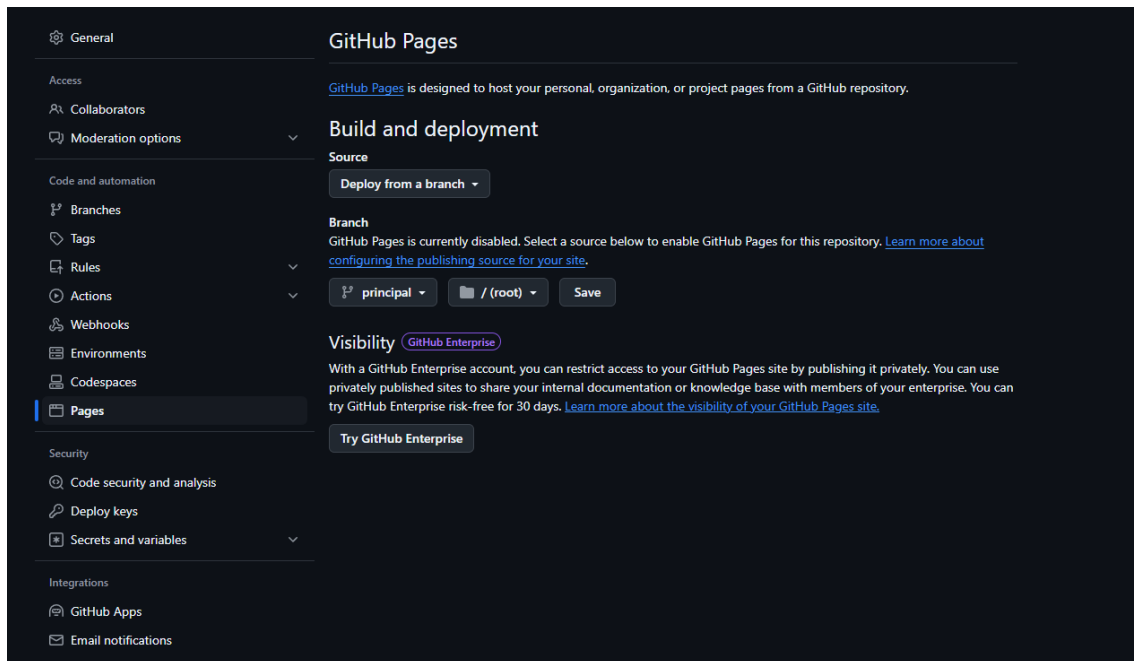 General
Access
Collaborators
Moderation options
Code and automation
Branches
Tags
Rules
Actions
Webhooks
Environments
Codespaces
Pages
Security
Code security and analysis
Deploy keys
Secrets and variables
Integrations
GitHub Apps
Email notifications
GitHub Pages
GitHub Pages is designed to host your personal, organization, or project pages from a GitHub repository.
Build and deployment
Source
Deploy from a branch
Branch
GitHub Pages is currently disabled. Select a source below to enable GitHub Pages for this repository. Learn more about
configuring the publishing source for your site.
principal / (root) Save
Visibility GitHub Enterprise
With a GitHub Enterprise account, you can restrict access to your GitHub Pages site by publishing it privately. You can use
privately published sites to share your internal documentation or knowledge base with members of your enterprise. You can
try GitHub Enterprise risk-free for 30 days. Learn more about the visibility of your GitHub Pages site.
Try GitHub Enterprise